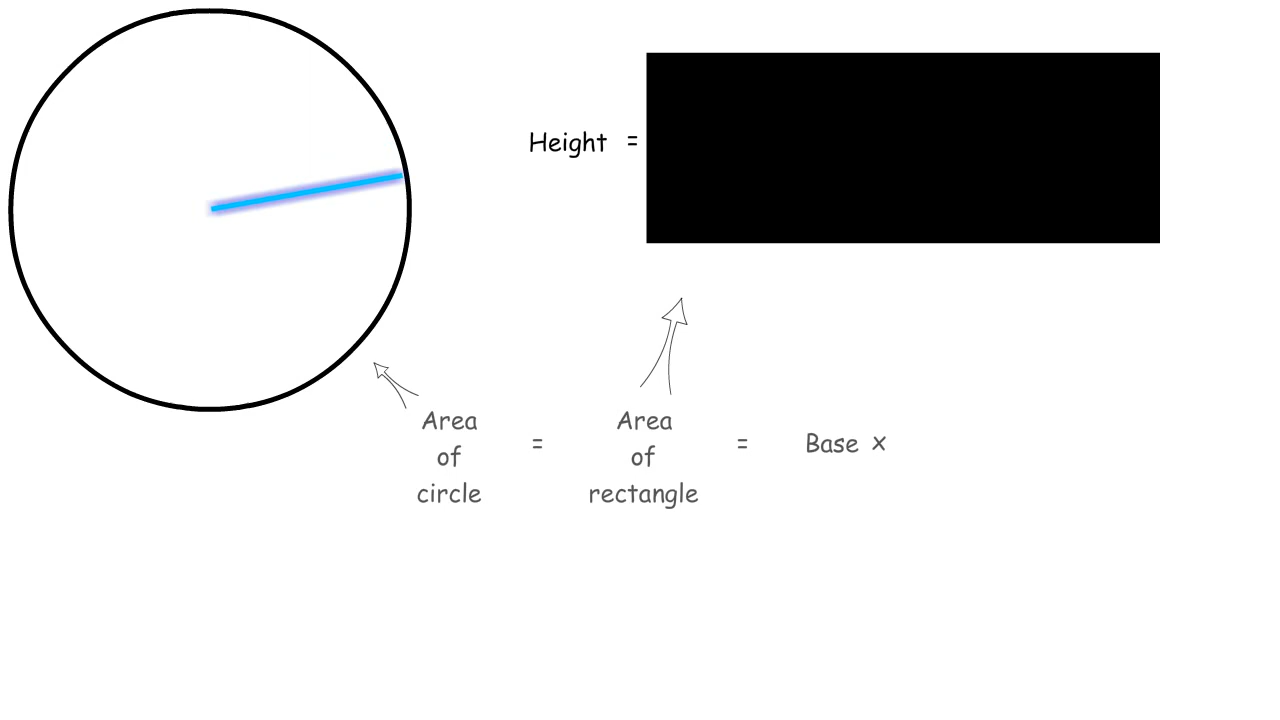 Height =
Area
of
circle
=
Area
of
rectangle
=
Base x